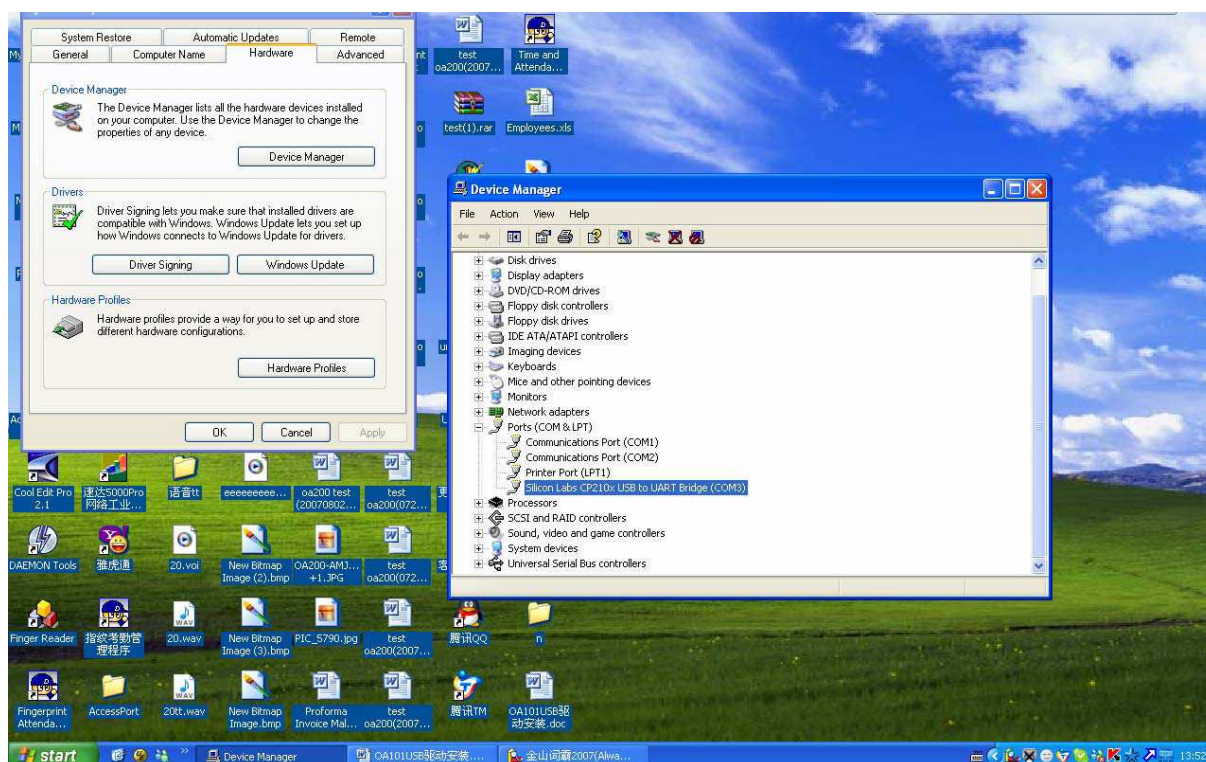 System Restore
Automatic Updates
Remote
General
Computer Name
Hardware
Advanced
Device Manager
The Device Manager lists all the hardware devices installed
on your computer. Use the Device Manager to change the
properties of any device.
Device Manager
Drivers
Driver Signing lets you make sure that installed drivers are
compatible with Windows. Windows Update lets you set up
how Windows connects to Windows Update for drivers.
Driver Signing
Windows Update
Hardware Profiles
Hardware profiles provide a way for you to set up and store
different hardware configurations.
Hardware Profiles
OK
Cancel
Apply
test
oa200(2007...
Time and
Attenda...
test(1).rar
Employees.xls
Device Manager
File Action View Help
Disk drives
Display adapters
DVD/CD-ROM drives
Floppy disk controllers
Floppy disk drives
IDE ATA/ATAPI controllers
Imaging devices
Keyboards
Mice and other pointing devices
Monitors
Network adapters
Ports (COM & LPT)
Communications Port (COM1)
Communications Port (COM2)
Printer Port (LPT1)
Silicon Labs CP210x USB to UART Bridge (COM3)
Processors
SCSI and RAID controllers
Sound, video and game controllers
System devices
Universal Serial Bus controllers
Cool Edit Pro
2.1
速达5000Pro
网络工业...
语音tt
eeeeeeeee...
oa200 test
(20070802...
test
oa200(072...
DAEMON Tools
雅虎通
20.voi
New Bitmap
Image (2).bmp
OA200-AMJ...
+1.JPG
test
oa200(072...
Finger Reader
指纹考勤管
理程序
20.wav
New Bitmap
Image (3).bmp
PIC_5790.jpg
test
oa200(2007...
腾讯QQ
n
Fingerprint
Attenda...
AccessPort
20tt.wav
New Bitmap
Image.bmp
Proforma
Invoice Mal...
test
oa200(2007...
腾讯TM
OA101USB驱
动安装.doc
start
Device Manager
OA101USB驱动安装....
金山词霸2007(Alwa...
13:52